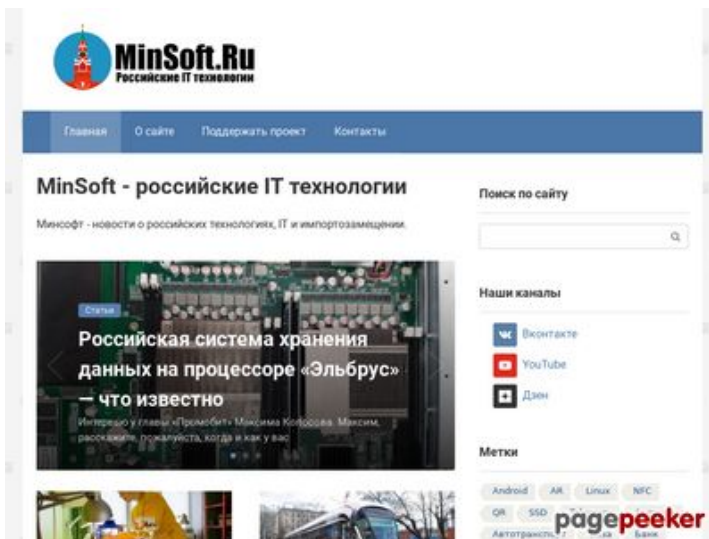 MinSoft.Ru
Российские IT технологии
Главная О сайте Поддержать проект Контакты
MinSoft - российские IT технологии
Минсофт - новости о российских технологиях, IT и импортозамещении.
Статьи
Российская система хранения
данных на процессоре «Эльбрус»
— что известно
Интервью у главы «Промобит» Максима Копосова. Максим,
расскажите, пожалуйста, когда и как у вас
Поиск по сайту
Наши каналы
Вконтакте
YouTube
Дзен
Метки
Android AR Linux NFC
QR SSD
Банк
pagepeeker